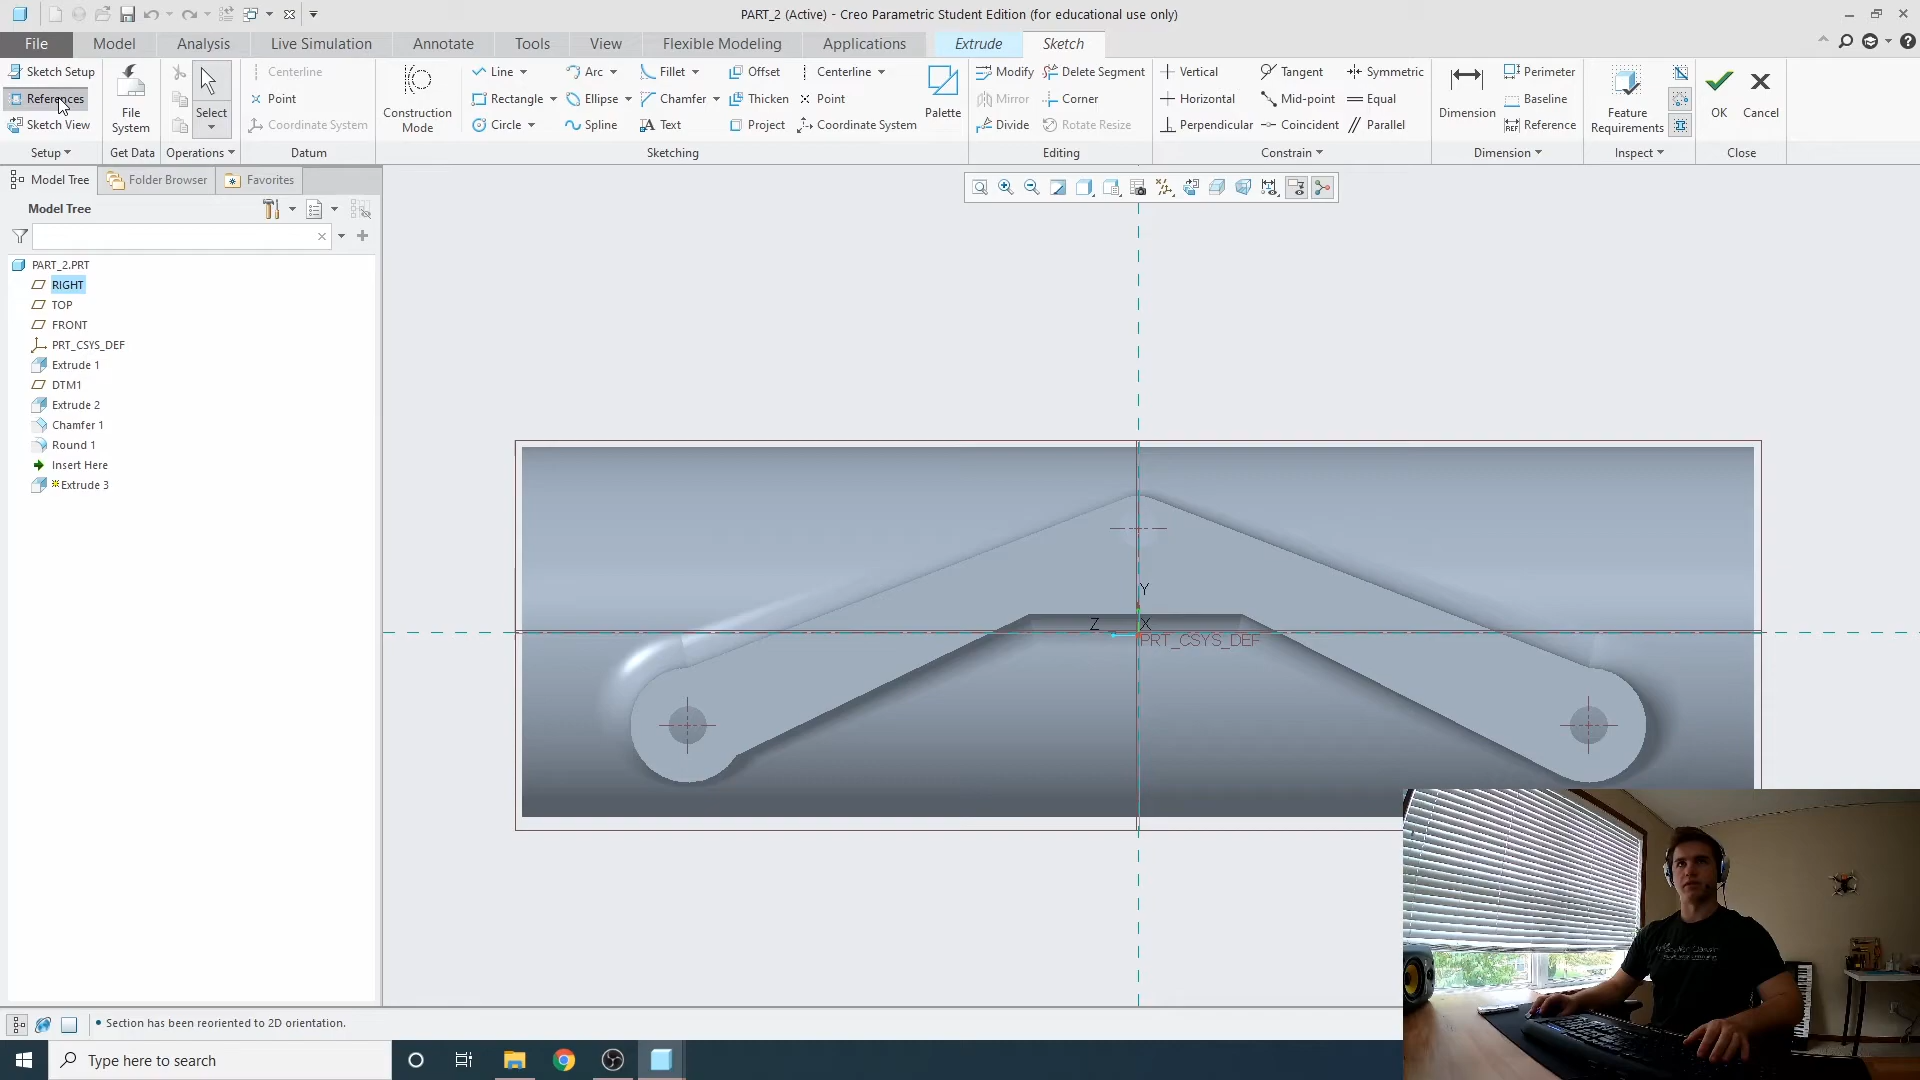 PART_2 (Active) - Creo Parametric Student Edition (for educational use only)
File Model Analysis Live Simulation Annotate Tools View Flexible Modeling Applications Extrude Sketch
Sketch Setup
References
Sketch View
Setup
File System
Get Data
Select
Operations
Centerline
Point
Coordinate System
Datum
Construction Mode
Line Arc Fillet Offset Centerline
Rectangle Ellipse Chamfer Thicken Point
Circle Spline Text Project Coordinate System
Palette
Sketching
Modify Delete Segment
Mirror Corner
Divide Rotate Resize
Editing
Vertical Tangent Symmetric
Horizontal Mid-point Equal
Perpendicular Coincident Parallel
Constrain
Dimension
Perimeter
Baseline
REF Reference
Dimension
Feature Requirements
Inspect
OK Cancel
Close
Model Tree Folder Browser Favorites
Model Tree
PART_2.PRT
RIGHT
TOP
FRONT
PRT_CSYS_DEF
Extrude 1
DTM1
Extrude 2
Chamfer 1
Round 1
Insert Here
Extrude 3
Y
Z X
PRT_CSYS_DEF
• Section has been reoriented to 2D orientation.
Type here to search